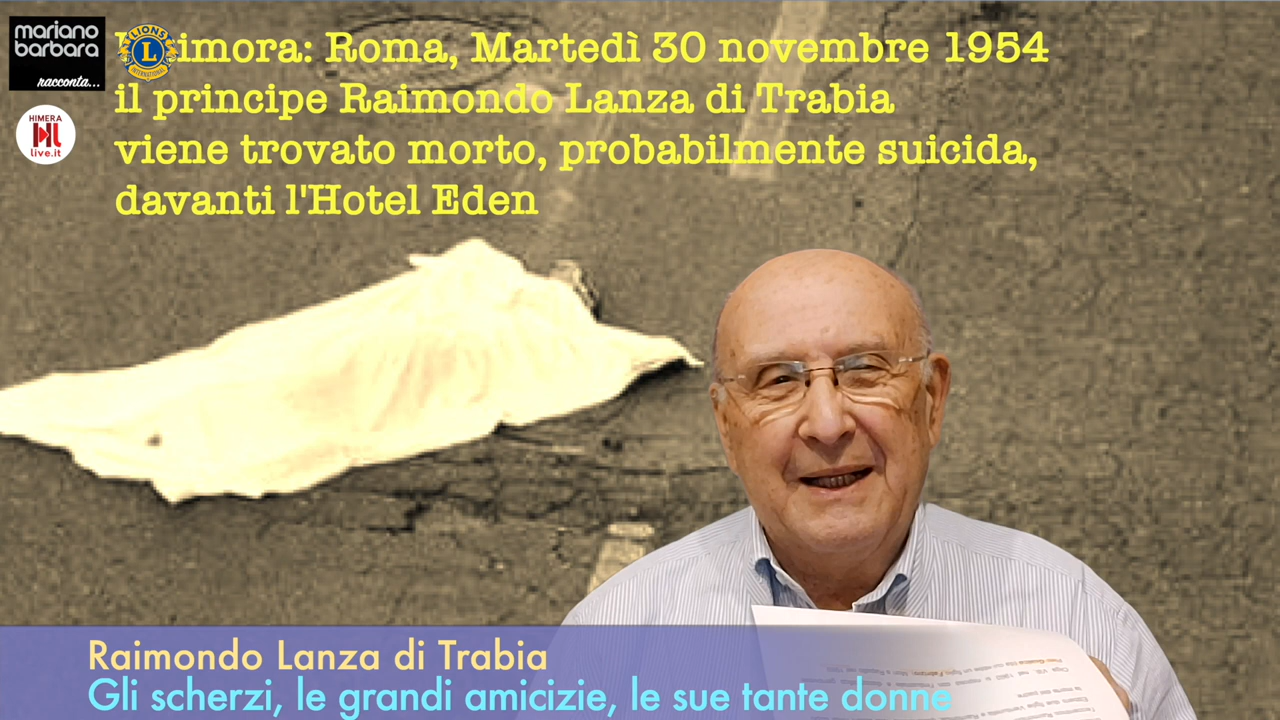 mariano
barbara
racconta...
LIONS
L
INTERNATIONAL
HIMERA
live.it
imora: Roma, Martedì 30 novembre 1954
il principe Raimondo Lanza di Trabia
viene trovato morto, probabilmente suicida,
davanti l'Hotel Eden
Raimondo Lanza di Trabia
Gli scherzi, le grandi amicizie, le sue tante donne